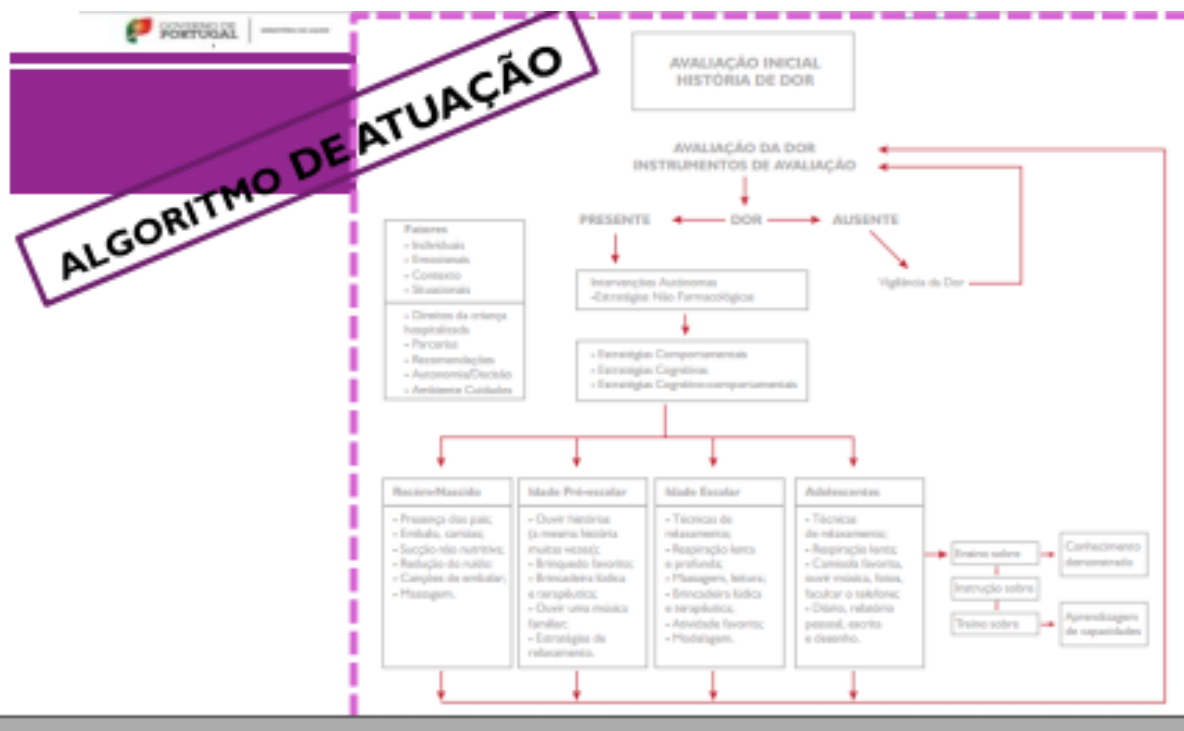 GOVERNO DE
PORTUGAL
MINISTÉRIO DA SAÚDE
ALGORITMO DE ATUAÇÃO
AVALIAÇÃO INICIAL
HISTÓRIA DE DOR
AVALIAÇÃO DA DOR
INSTRUMENTOS DE AVALIAÇÃO
PRESENTE
DOR
AUSENTE
Vigilância da Dor
Fatores
- Individuais
- Emocionais
- Contexto
- Situacionais
- Direitos da criança
hospitalizada
- Parcerias
- Recomendações
- Autonomia/Decisão
- Ambiente Cuidados
Intervenções Autónomas
-Estratégias Não Farmacológicas
- Estratégias Comportamentais
- Estratégias Cognitivas
- Estratégias Cognitivo-comportamentais
Recém-Nascido
- Presença dos pais;
- Embalo, carícias;
- Sucção não nutritiva;
- Redução do ruído;
- Canções de embalar;
- Massagem.
Idade Pré-escolar
- Ouvir histórias
(a mesma história
muitas vezes);
- Brinquedo favorito;
- Brincadeira lúdica
e terapêutica;
- Ouvir uma música
familiar;
- Estratégias de
relaxamento.
Idade Escolar
- Técnicas de
relaxamento;
- Respiração lenta
e profunda;
- Massagem, leitura;
- Brincadeira lúdica
e terapêutica;
- Atividade favorita;
- Modelagem.
Adolescentes
- Técnicas
de relaxamento;
- Respiração lenta;
- Camisola favorita,
ouvir música, fotos,
facultar o telefone;
- Diário, relatório
pessoal, escrita
e desenho.
Ensino sobre
Instrução sobre
Treino sobre
Conhecimento
demonstrado
Aprendizagem
de capacidades